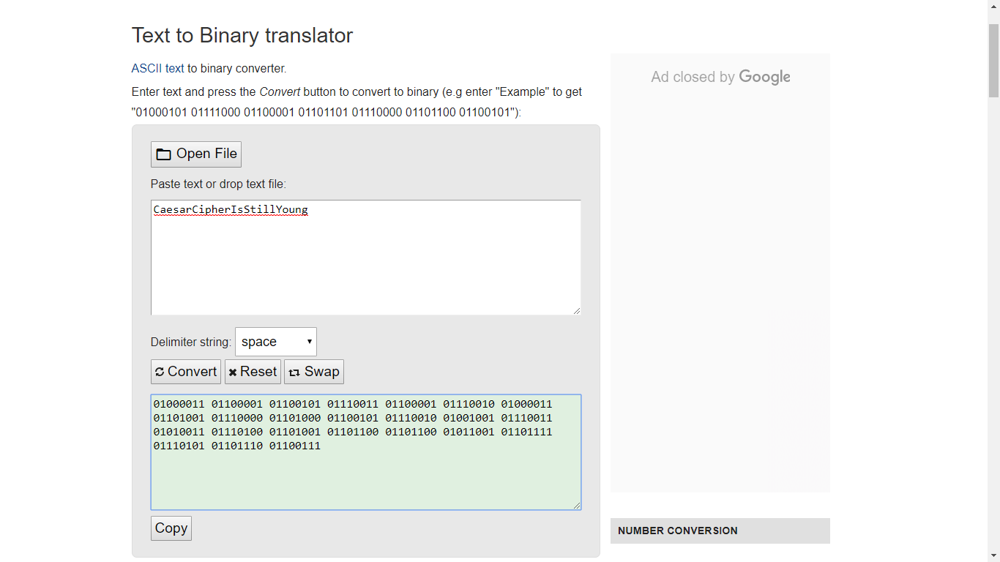 Text to Binary translator
ASCII text to binary converter.
Enter text and press the Convert button to convert to binary (e.g enter "Example" to get
"01000101 01111000 01100001 01101101 01110000 01101100 01100101"):
Open File
Paste text or drop text file:
CaesarCipherIsStillYoung
Delimiter string: space
Convert Reset Swap
01000011 01100001 01100101 01110011 01100001 01110010 01000011
01101001 01110000 01101000 01100101 01110010 01001001 01110011
01010011 01110100 01101001 01101100 01101100 01011001 01101111
01110101 01101110 01100111
Copy
Ad closed by Google
NUMBER CONVERSION